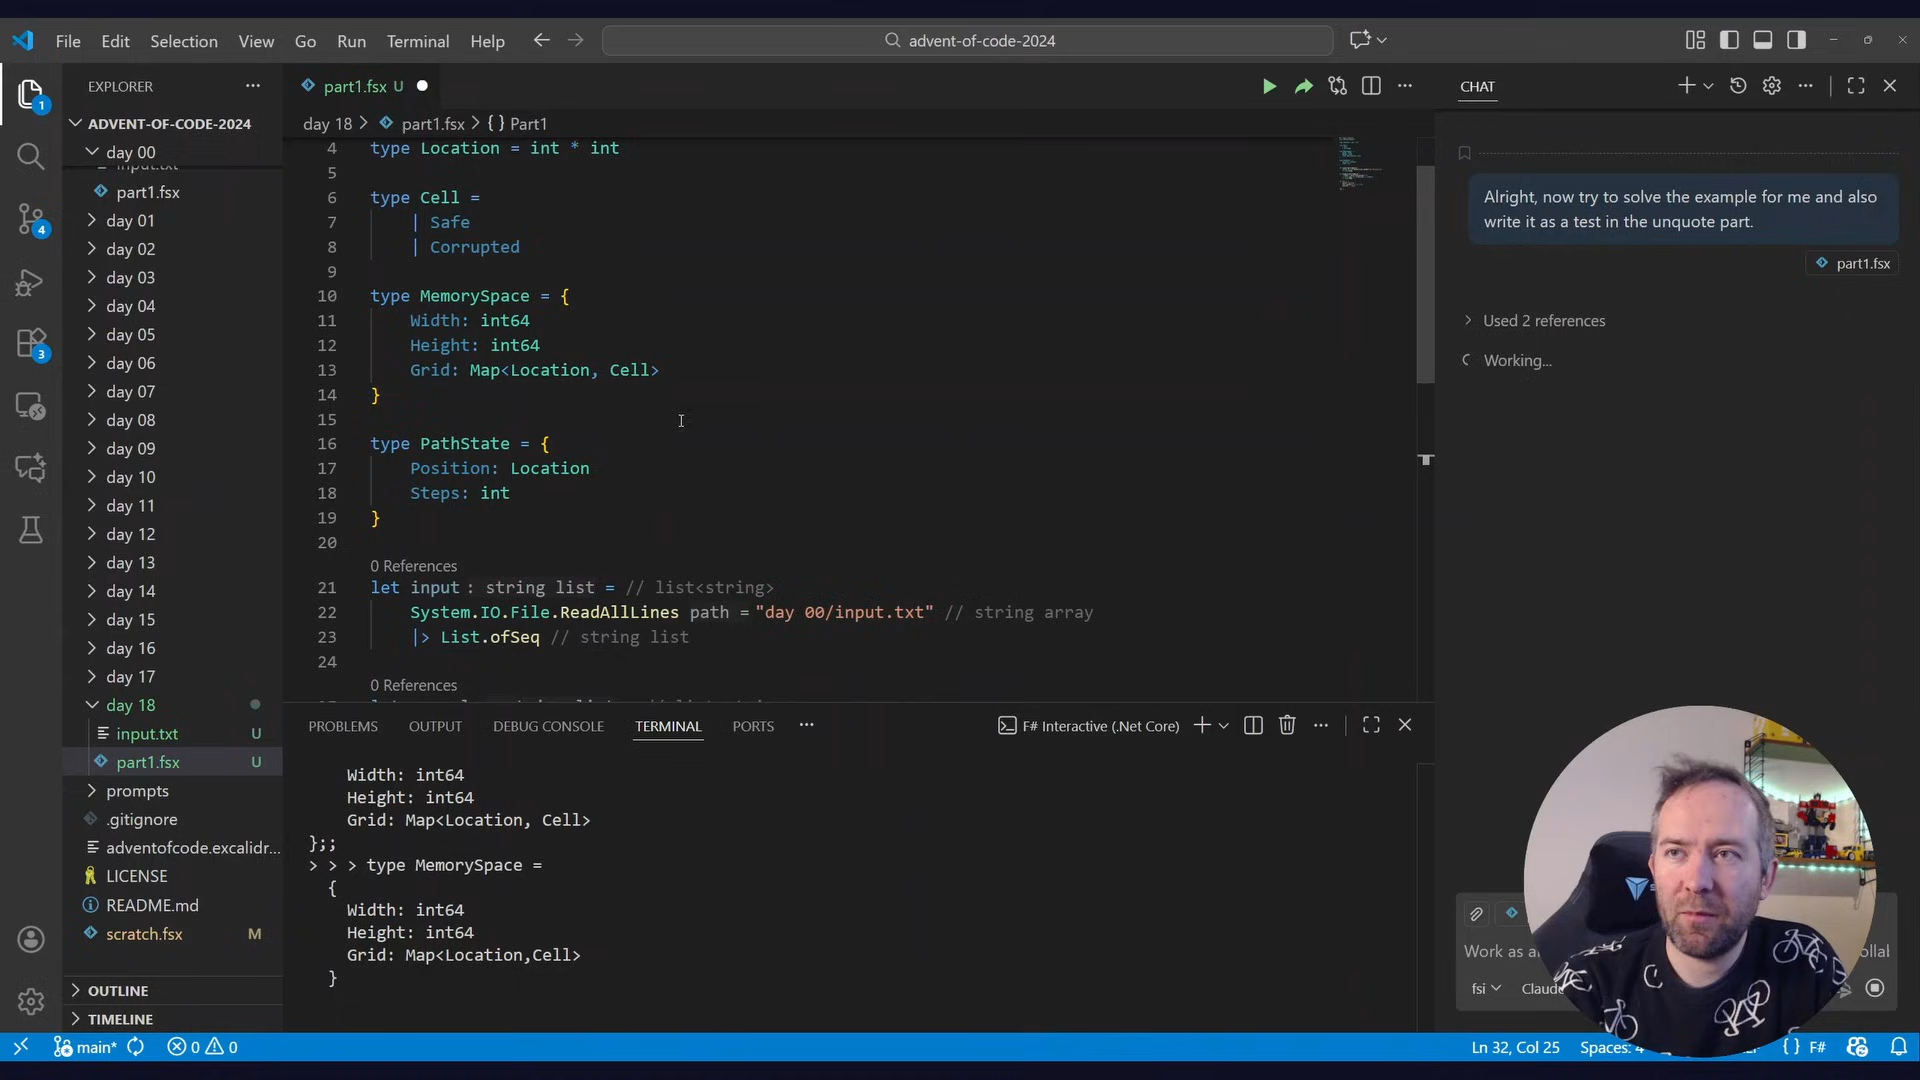 File Edit Selection View Go Run Terminal Help
advent-of-code-2024
EXPLORER
ADVENT-OF-CODE-2024
day 00
part1.fsx
day 01
day 02
day 03
day 04
day 05
day 06
day 07
day 08
day 09
day 10
day 11
day 12
day 13
day 14
day 15
day 16
day 17
day 18
input.txt U
part1.fsx U
prompts
.gitignore
adventofcode.excalidr...
LICENSE
README.md
scratch.fsx M
OUTLINE
TIMELINE
1
4
3
part1.fsx U
day 18 > part1.fsx > {} Part1
4 type Location = int * int
5
6 type Cell =
7 | Safe
8 | Corrupted
9
10 type MemorySpace = {
11 Width: int64
12 Height: int64
13 Grid: Map<Location, Cell>
14 }
15
16 type PathState = {
17 Position: Location
18 Steps: int
19 }
20
0 References
21 let input : string list = // list<string>
22 System.IO.File.ReadAllLines path = "day 00/input.txt" // string array
23 |> List.ofSeq // string list
24
0 References
PROBLEMS OUTPUT DEBUG CONSOLE TERMINAL PORTS
F# Interactive (.Net Core)
Width: int64
Height: int64
Grid: Map<Location, Cell>
};;
> > > type MemorySpace =
{
Width: int64
Height: int64
Grid: Map<Location,Cell>
}
CHAT
Alright, now try to solve the example for me and also
write it as a test in the unquote part.
part1.fsx
Used 2 references
Working...
fsi
main* 0 0
Ln 32, Col 25
{} F#